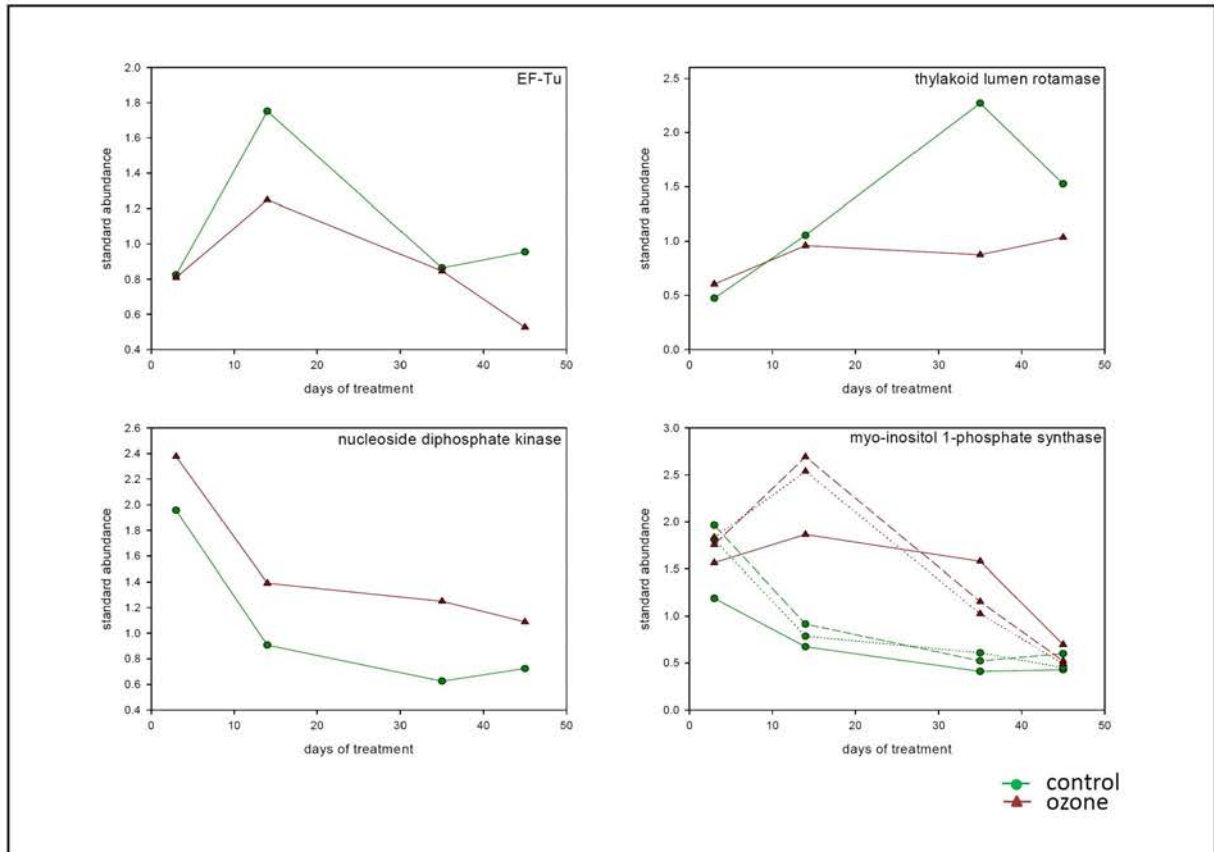 EF-Tu
2.0
1.8
1.6
1.4
1.2
1.0
0.8
0.6
0.4
standard abundance
0 10 20 30 40 50
days of treatment
thylakoid lumen rotamase
2.5
2.0
1.5
1.0
0.5
0.0
standard abundance
0 10 20 30 40 50
days of treatment
nucleoside diphosphate kinase
2.6
2.4
2.2
2.0
1.8
1.6
1.4
1.2
1.0
0.8
0.6
0.4
standard abundance
0 10 20 30 40 50
days of treatment
myo-inositol 1-phosphate synthase
3.0
2.5
2.0
1.5
1.0
0.5
0.0
standard abundance
0 10 20 30 40 50
days of treatment
control
ozone